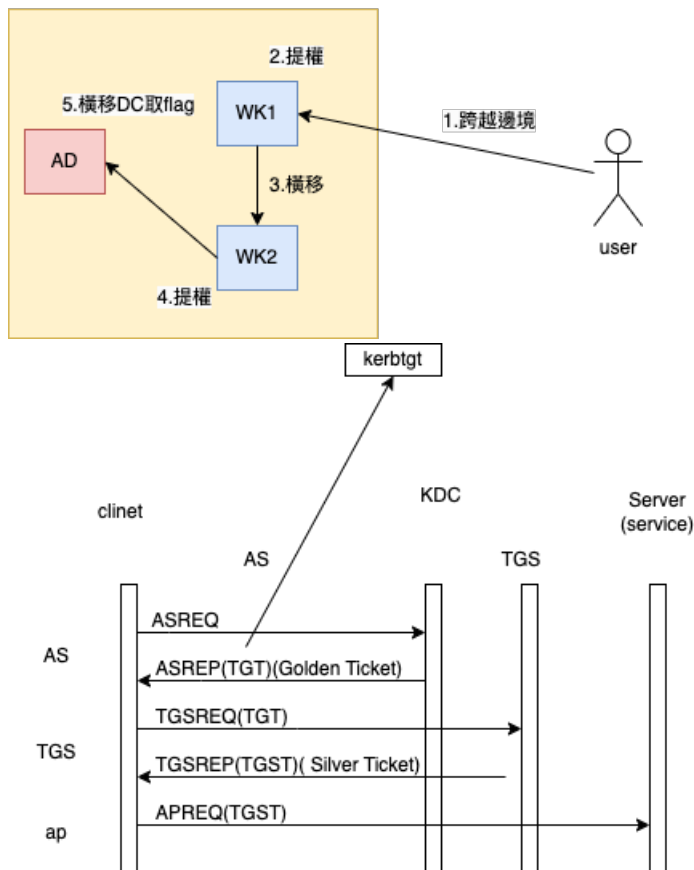 2.提權
5.橫移DC取flag
WK1
1.跨越邊境
AD
3.橫移
WK2
user
4.提權
kerbtgt
KDC
Server
(service)
clinet
AS
TGS
ASREQ
AS
ASREP(TGT)(Golden Ticket)
TGSREQ(TGT)
TGS
TGSREP(TGST)( Silver Ticket)
APREQ(TGST)
ap